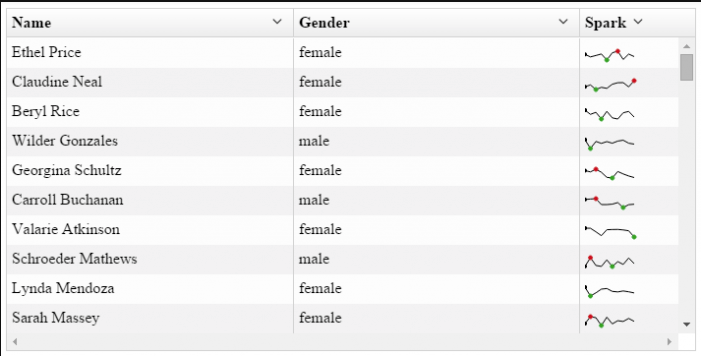 Name Gender Spark
Ethel Price female
Claudine Neal female
Beryl Rice female
Wilder Gonzales male
Georgina Schultz female
Carroll Buchanan male
Valarie Atkinson female
Schroeder Mathews male
Lynda Mendoza female
Sarah Massey female